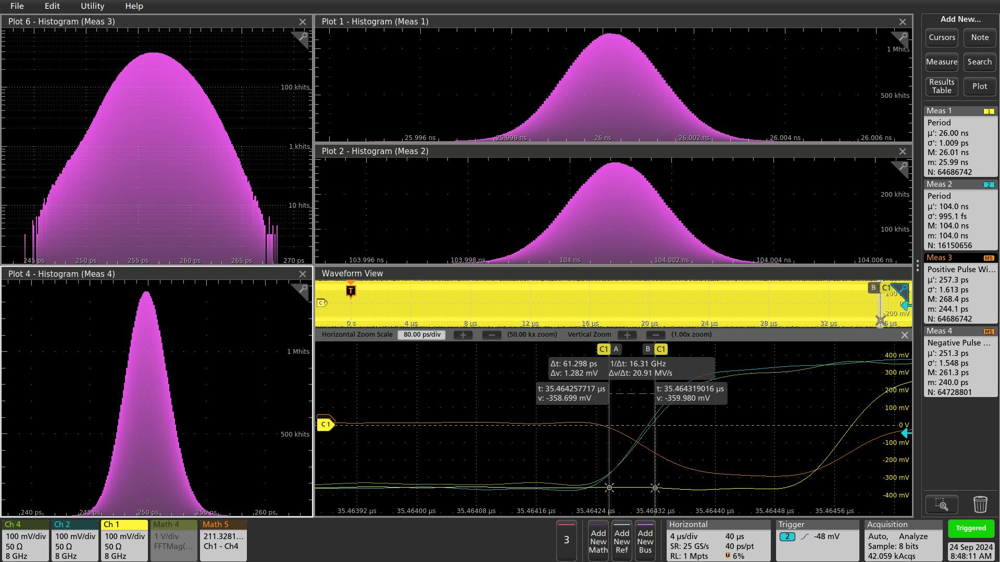 File Edit Utility Help
Plot 6 - Histogram (Meas 3)
100 khits
1 khits
10 hits
245 ps 250 ps 255 ps 260 ps 265 ps 270 ps
Plot 1 - Histogram (Meas 1)
1 Mhits
500 khits
25.996 ns 25.998 ns 26 ns 26.002 ns 26.004 ns 26.006 ns
Plot 2 - Histogram (Meas 2)
200 khits
100 khits
103.996 ns 103.998 ns 104 ns 104.002 ns 104.004 ns 104.006 ns
Plot 4 - Histogram (Meas 4)
1 Mhits
500 khits
240 ps 245 ps 250 ps 255 ps 260 ps
Waveform View
T
B C1
C1
-200 mV
0 s 4 µs 8 µs 12 µs 16 µs 20 µs 24 µs 28 µs 32 µs
Horizontal Zoom Scale 80.00 ps/div + - (50.00 kx zoom) Vertical Zoom + - (1.00x zoom)
C1 A B C1
Δt: 61.298 ps 1/Δt: 16.31 GHz
Δv: 1.282 mV Δv/Δt: 20.91 MV/s
t: 35.464257717 µs
v: -358.699 mV
t: 35.464319016 µs
v: -359.980 mV
C 1
400 mV
300 mV
200 mV
100 mV
0 V
-100 mV
-200 mV
-300 mV
-400 mV
35.46392 µs 35.46400 µs 35.46408 µs 35.46416 µs 35.46424 µs 35.46432 µs 35.46440 µs 35.46448 µs 35.46456 µs
Add New...
Cursors Note
Measure Search
Results Table Plot
Meas 1 1
Period
µ': 26.00 ns
σ': 1.009 ps
M: 26.01 ns
m: 25.99 ns
N: 64686742
Meas 2 2
Period
µ': 104.0 ns
σ': 995.1 fs
M: 104.0 ns
m: 104.0 ns
N: 16150656
Meas 3 M5
Positive Pulse Wi...
µ': 257.3 ps
σ': 1.613 ps
M: 268.4 ps
m: 244.1 ps
N: 64686742
Meas 4 M5
Negative Pulse ...
µ': 251.3 ps
σ': 1.548 ps
M: 261.3 ps
m: 240.0 ps
N: 64728801
Ch 4
100 mV/div
50 Ω
8 GHz
Ch 2
100 mV/div
50 Ω
8 GHz
Ch 1
100 mV/div
50 Ω
8 GHz
Math 4
1 V/div
FFTMag(...
Math 5
211.3281...
Ch1 - Ch4
3
Add New Math
Add New Ref
Add New Bus
Horizontal
4 µs/div 40 µs
SR: 25 GS/s 40 ps/pt
RL: 1 Mpts T 6%
Trigger
2 -48 mV
Acquisition
Auto, Analyze
Sample: 8 bits
42.059 kAcqs
Triggered
24 Sep 2024
8:48:11 AM